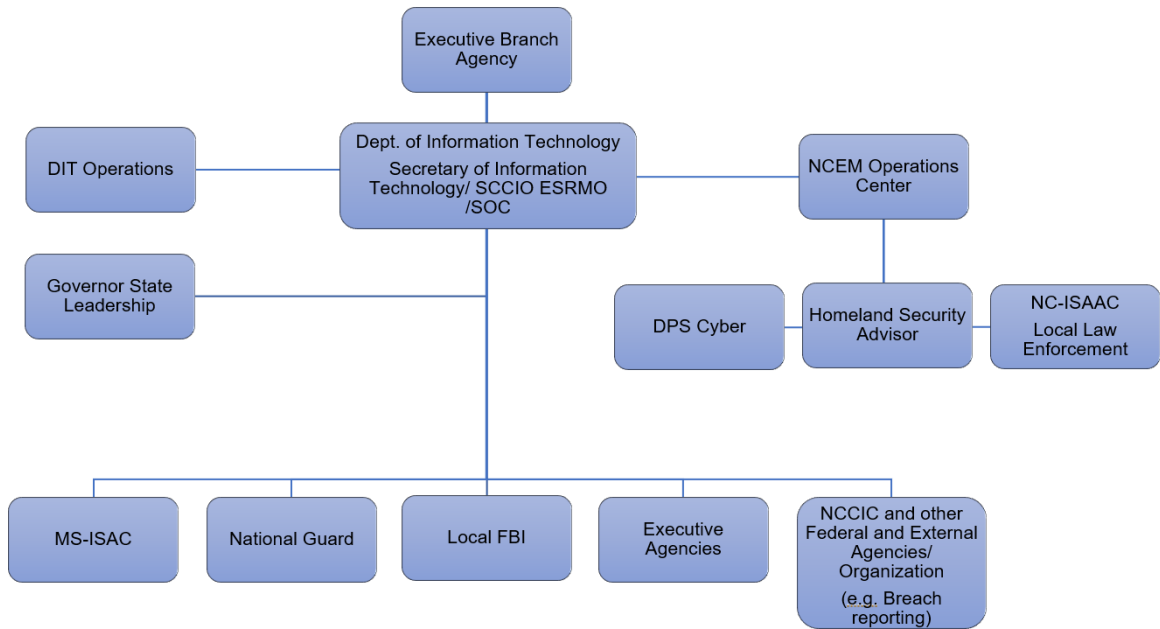 Executive Branch
Agency
Dept. of Information Technology
Secretary of Information
Technology/ SCCIO ESRMO
/SOC
DIT Operations
NCEM Operations
Center
Governor State
Leadership
DPS Cyber
Homeland Security
Advisor
NC-ISAAC
Local Law
Enforcement
MS-ISAC
National Guard
Local FBI
Executive
Agencies
NCCIC and other
Federal and External
Agencies/
Organization
(e.g. Breach
reporting)